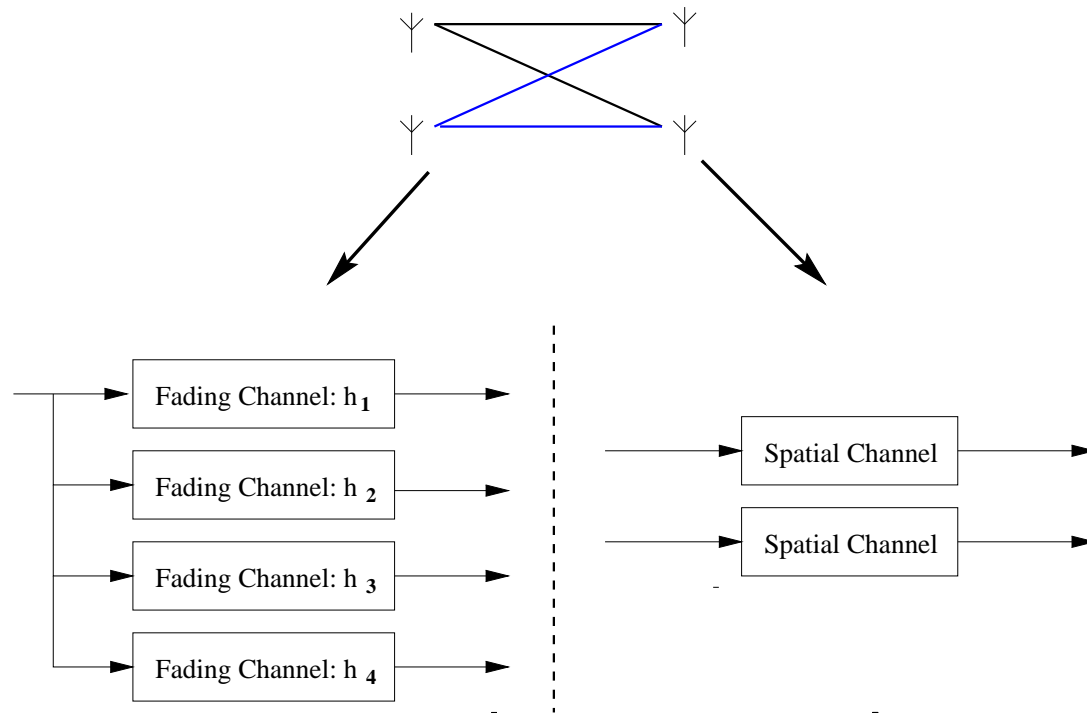 Fading Channel: h 1
Fading Channel: h 2
Fading Channel: h 3
Fading Channel: h 4
Spatial Channel
Spatial Channel